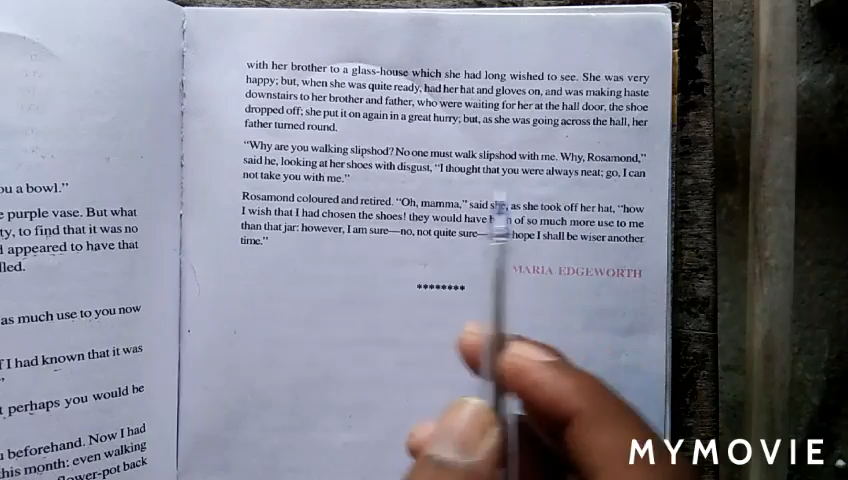 ou a bowl."
e purple vase. But what
ty, to find that it was no
l appeared to have that
lled.
as much use to you now
f I had known that it was
t perhaps you would be
beforehand. Now I had
his month: even walking
flower-pot back
with her brother to a glass-house which she had long wished to see. She was very
happy; but, when she was quite ready, had her hat and gloves on, and was making haste
downstairs to her brother and father, who were waiting for her at the hall door, the shoe
dropped off; she put it on again in a great hurry; but, as she was going across the hall, her
father turned round.
"Why are you walking slipshod? No one must walk slipshod with me. Why, Rosamond,"
said he, looking at her shoes with disgust, "I thought that you were always neat; go, I can
not take you with me."
Rosamond coloured and retired. "Oh, mamma," said she, as she took off her hat, "how
I wish that I had chosen the shoes! they would have of so much more use to me
than that jar: however, I am sure—no, not quite sure— hope I shall be wiser another
time."
MARIA EDGEWORTH
********
MYMOVIE